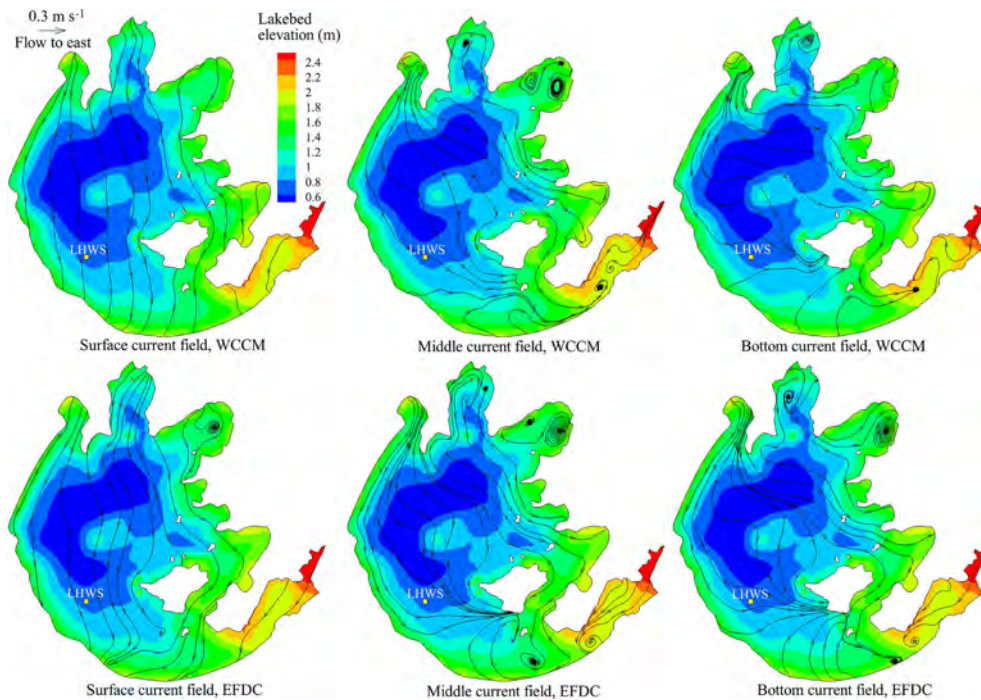 0.3 m s⁻¹
Flow to east
Lakebed
elevation (m)
2.4
2.2
2
1.8
1.6
1.4
1.2
1
0.8
0.6
LHWS
LHWS
LHWS
Surface current field, WCCM
Middle current field, WCCM
Bottom current field, WCCM
LHWS
LHWS
LHWS
Surface current field, EFDC
Middle current field, EFDC
Bottom current field, EFDC